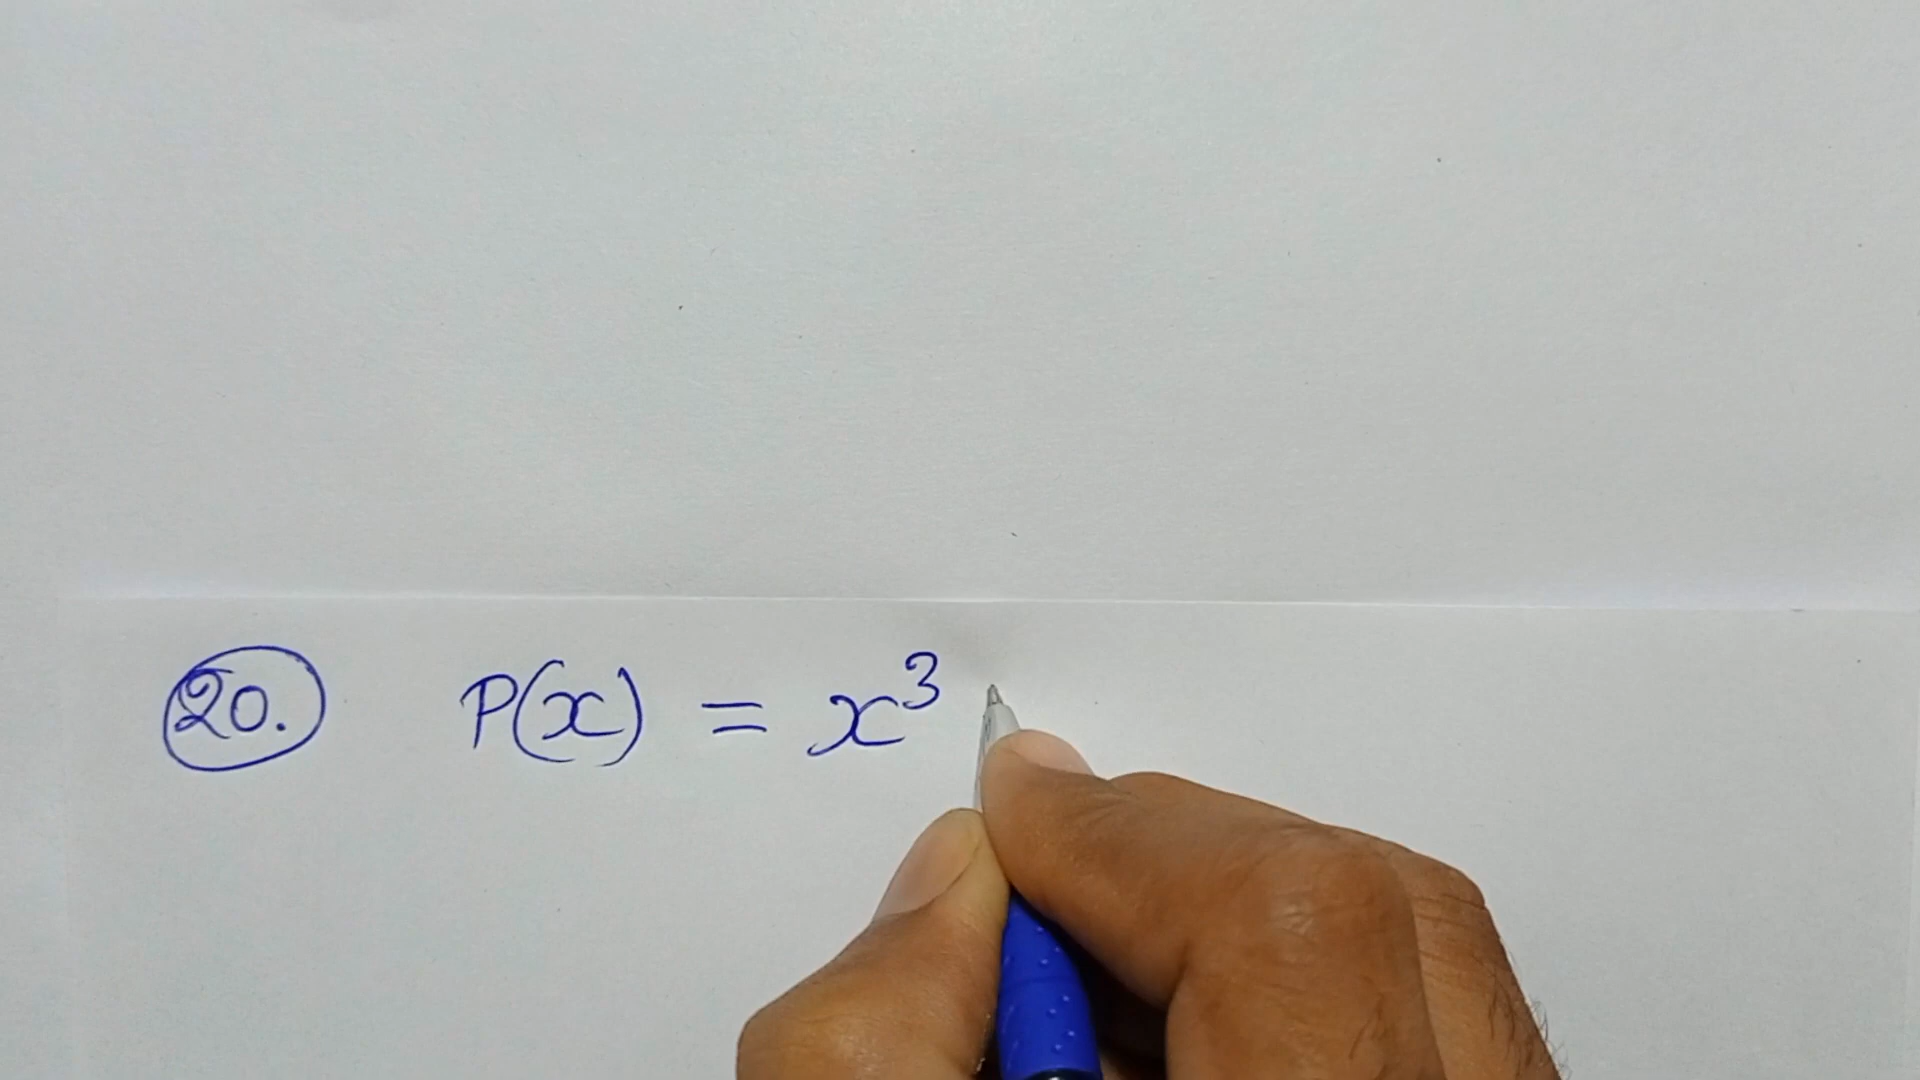 20. P(x) = x³